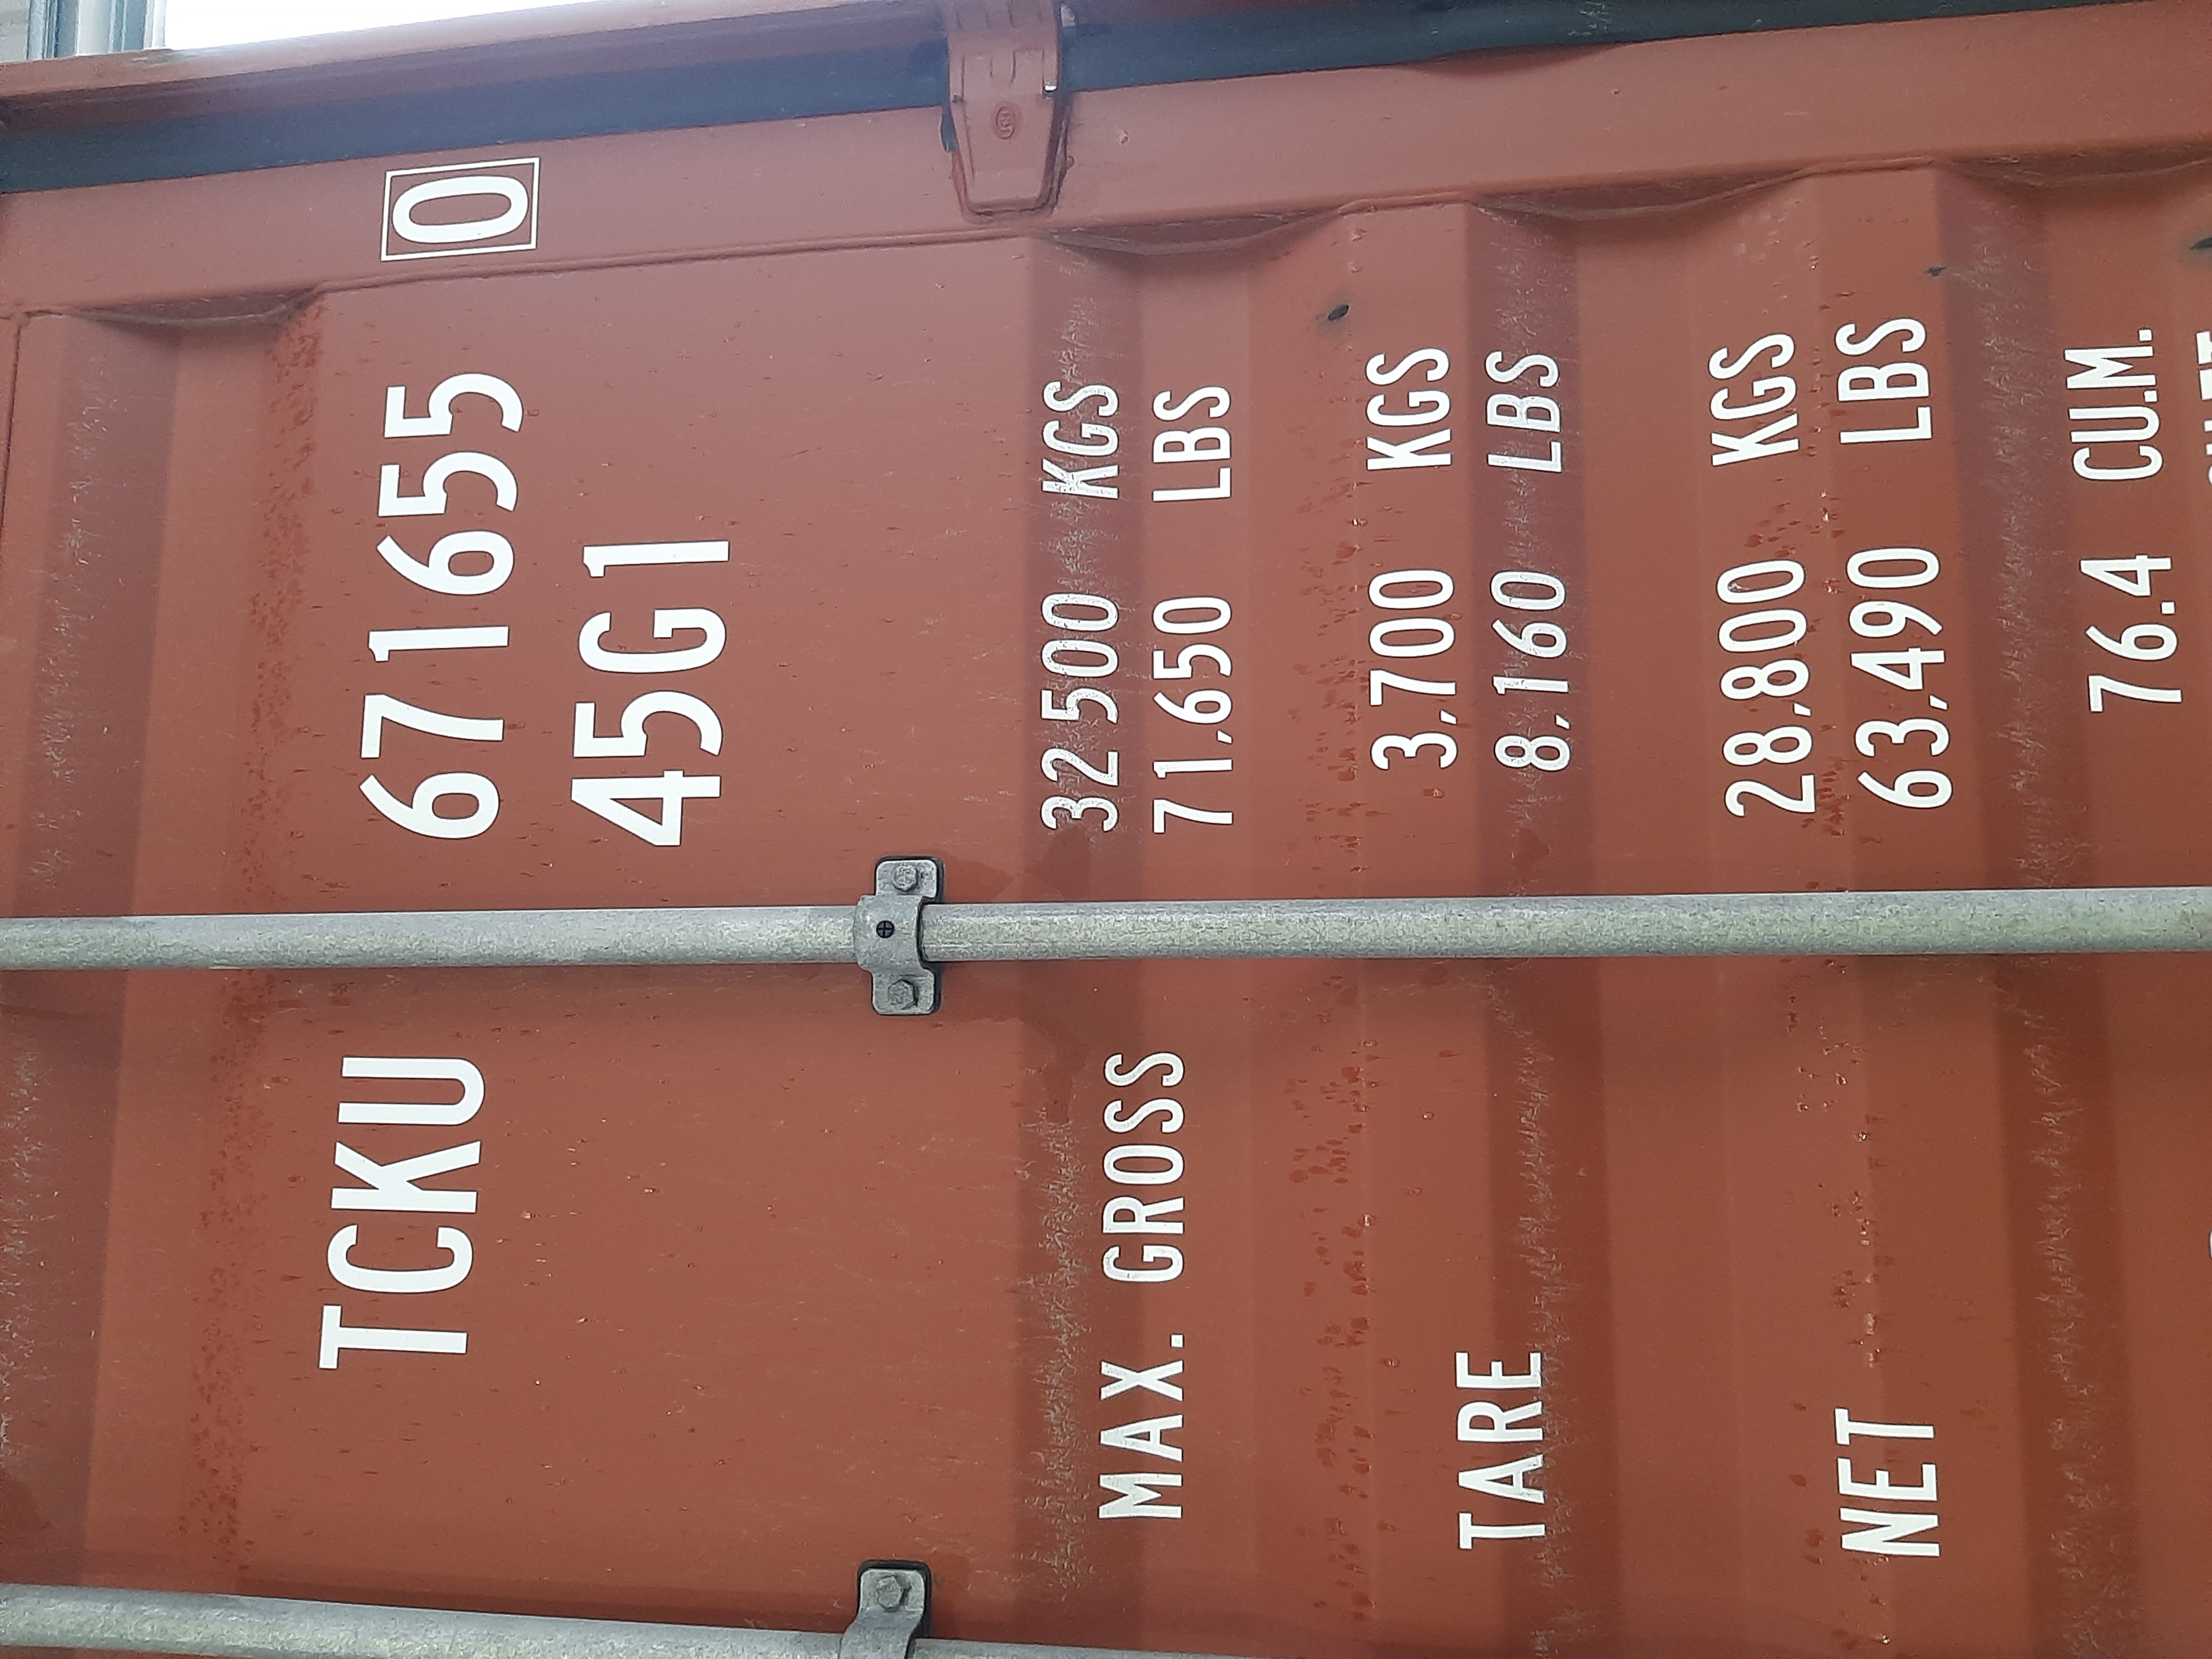 TCKU 671655 0
45G1
MAX. GROSS 32,500 KGS
71,650 LBS
TARE 3,700 KGS
8,160 LBS
NET 28,800 KGS
63,490 LBS
76.4 CU.M.